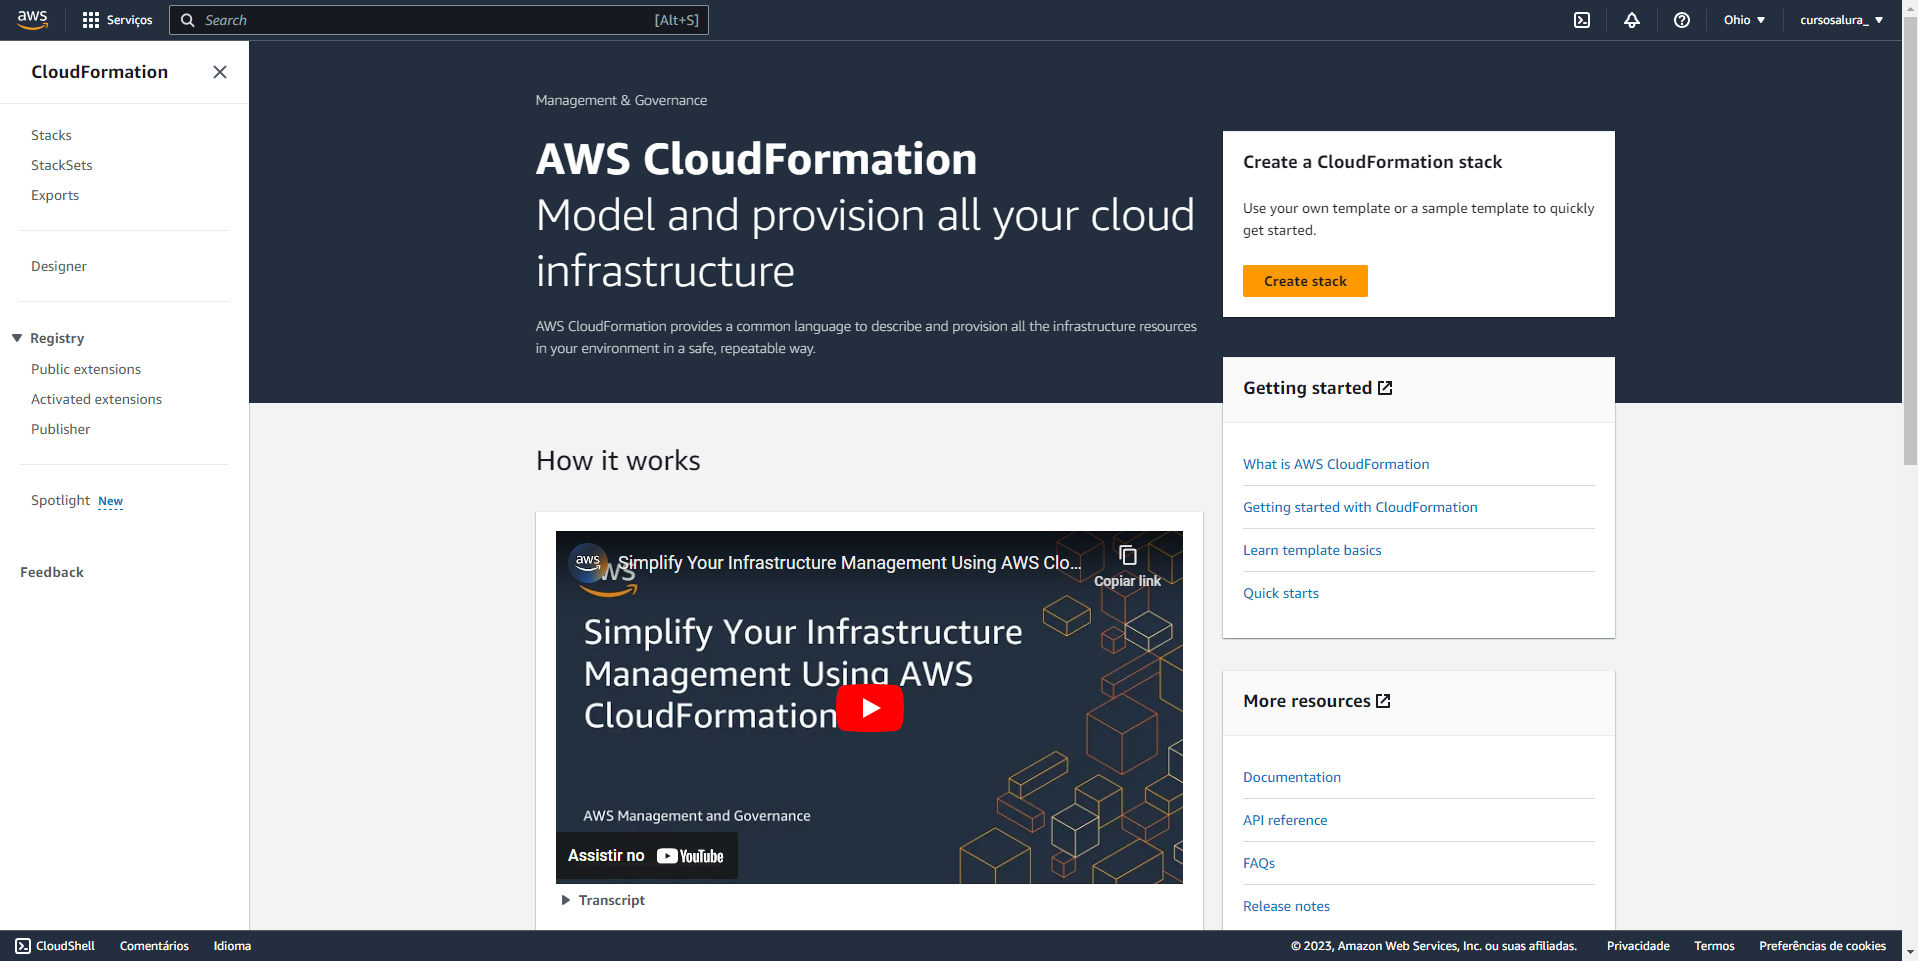 aws
Serviços
Search
[Alt+S]
Ohio
cursosalura_
CloudFormation
Stacks
StackSets
Exports
Designer
Registry
Public extensions
Activated extensions
Publisher
Spotlight New
Feedback
Management & Governance
AWS CloudFormation
Model and provision all your cloud
infrastructure
AWS CloudFormation provides a common language to describe and provision all the infrastructure resources
in your environment in a safe, repeatable way.
Create a CloudFormation stack
Use your own template or a sample template to quickly
get started.
Create stack
Getting started
What is AWS CloudFormation
Getting started with CloudFormation
Learn template basics
Quick starts
More resources
Documentation
API reference
FAQs
Release notes
How it works
aws
Simplify Your Infrastructure Management Using AWS Clo...
Copiar link
aws
Simplify Your Infrastructure
Management Using AWS
CloudFormation
AWS Management and Governance
Assistir no YouTube
Transcript
CloudShell
Comentários
Idioma
© 2023, Amazon Web Services, Inc. ou suas afiliadas.
Privacidade
Termos
Preferências de cookies